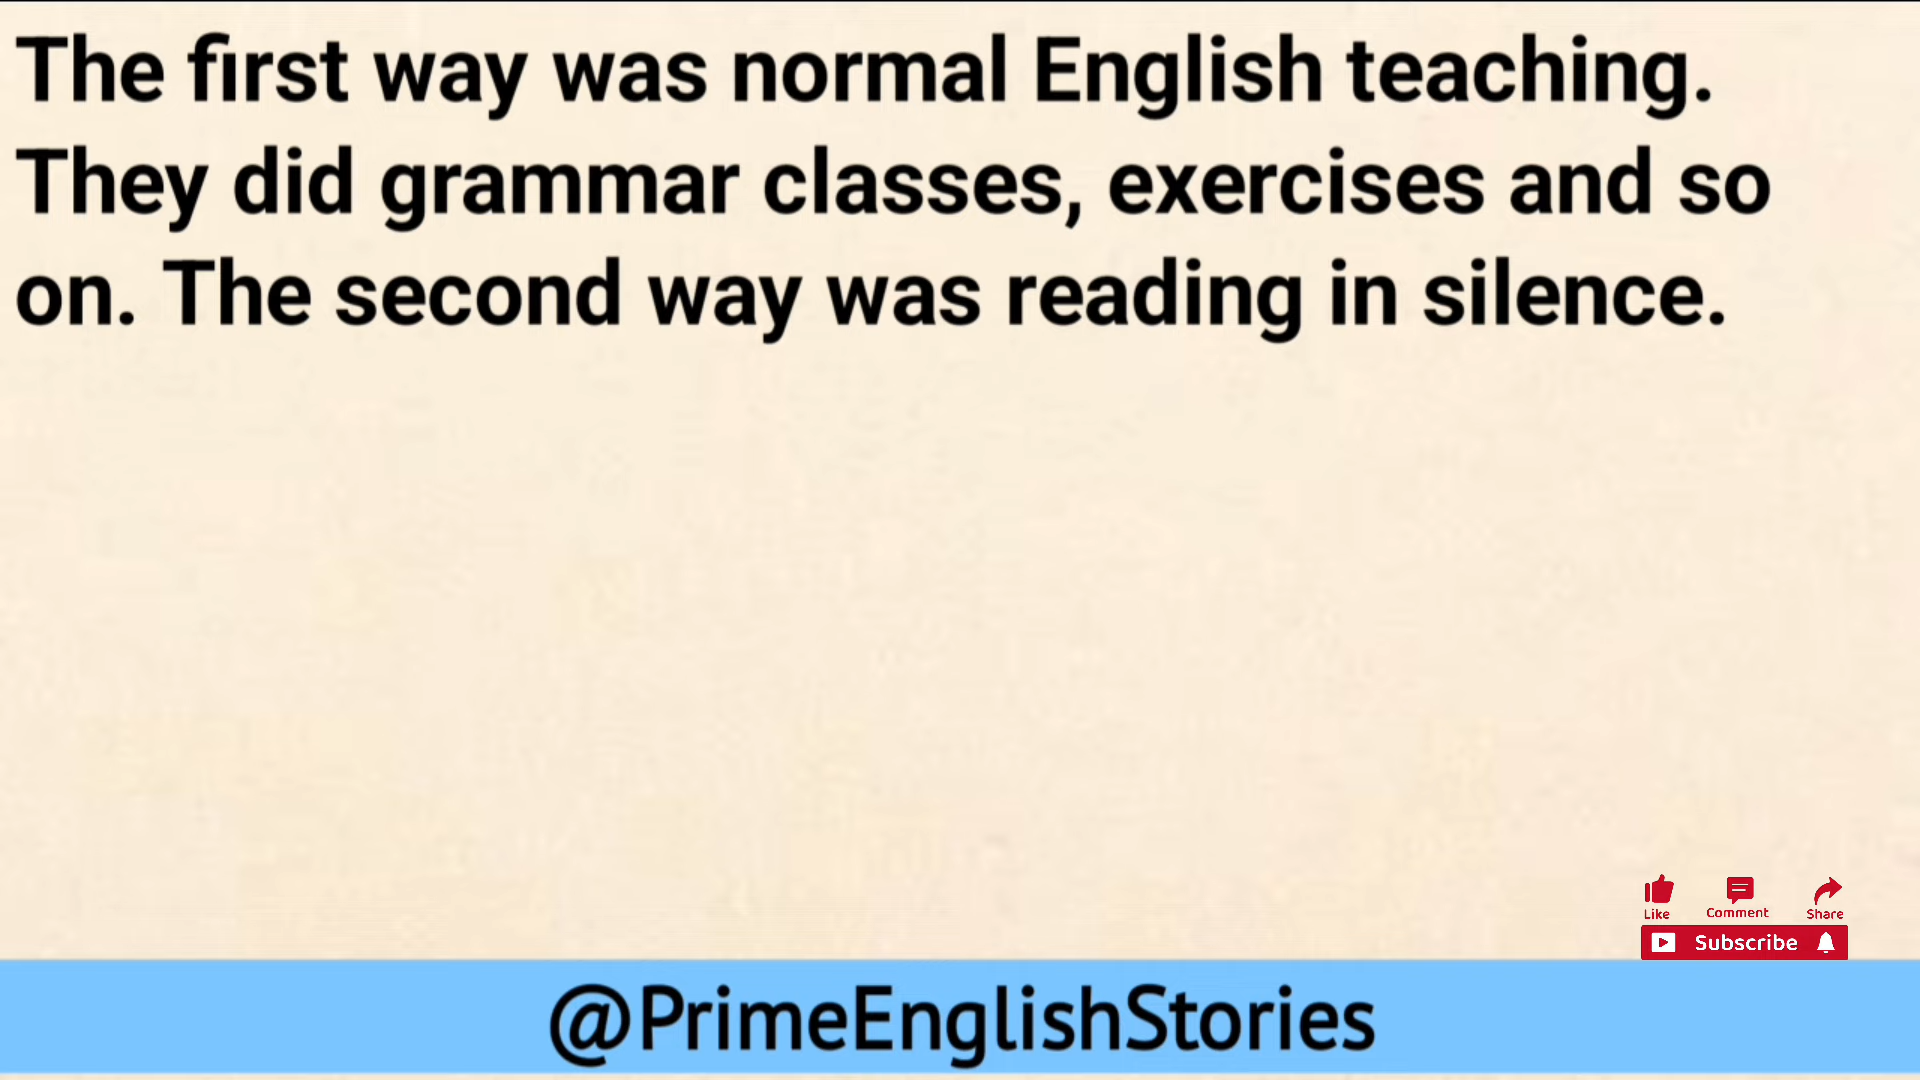 The first way was normal English teaching.
They did grammar classes, exercises and so
on. The second way was reading in silence.
Like Comment Share
Subscribe
@PrimeEnglishStories